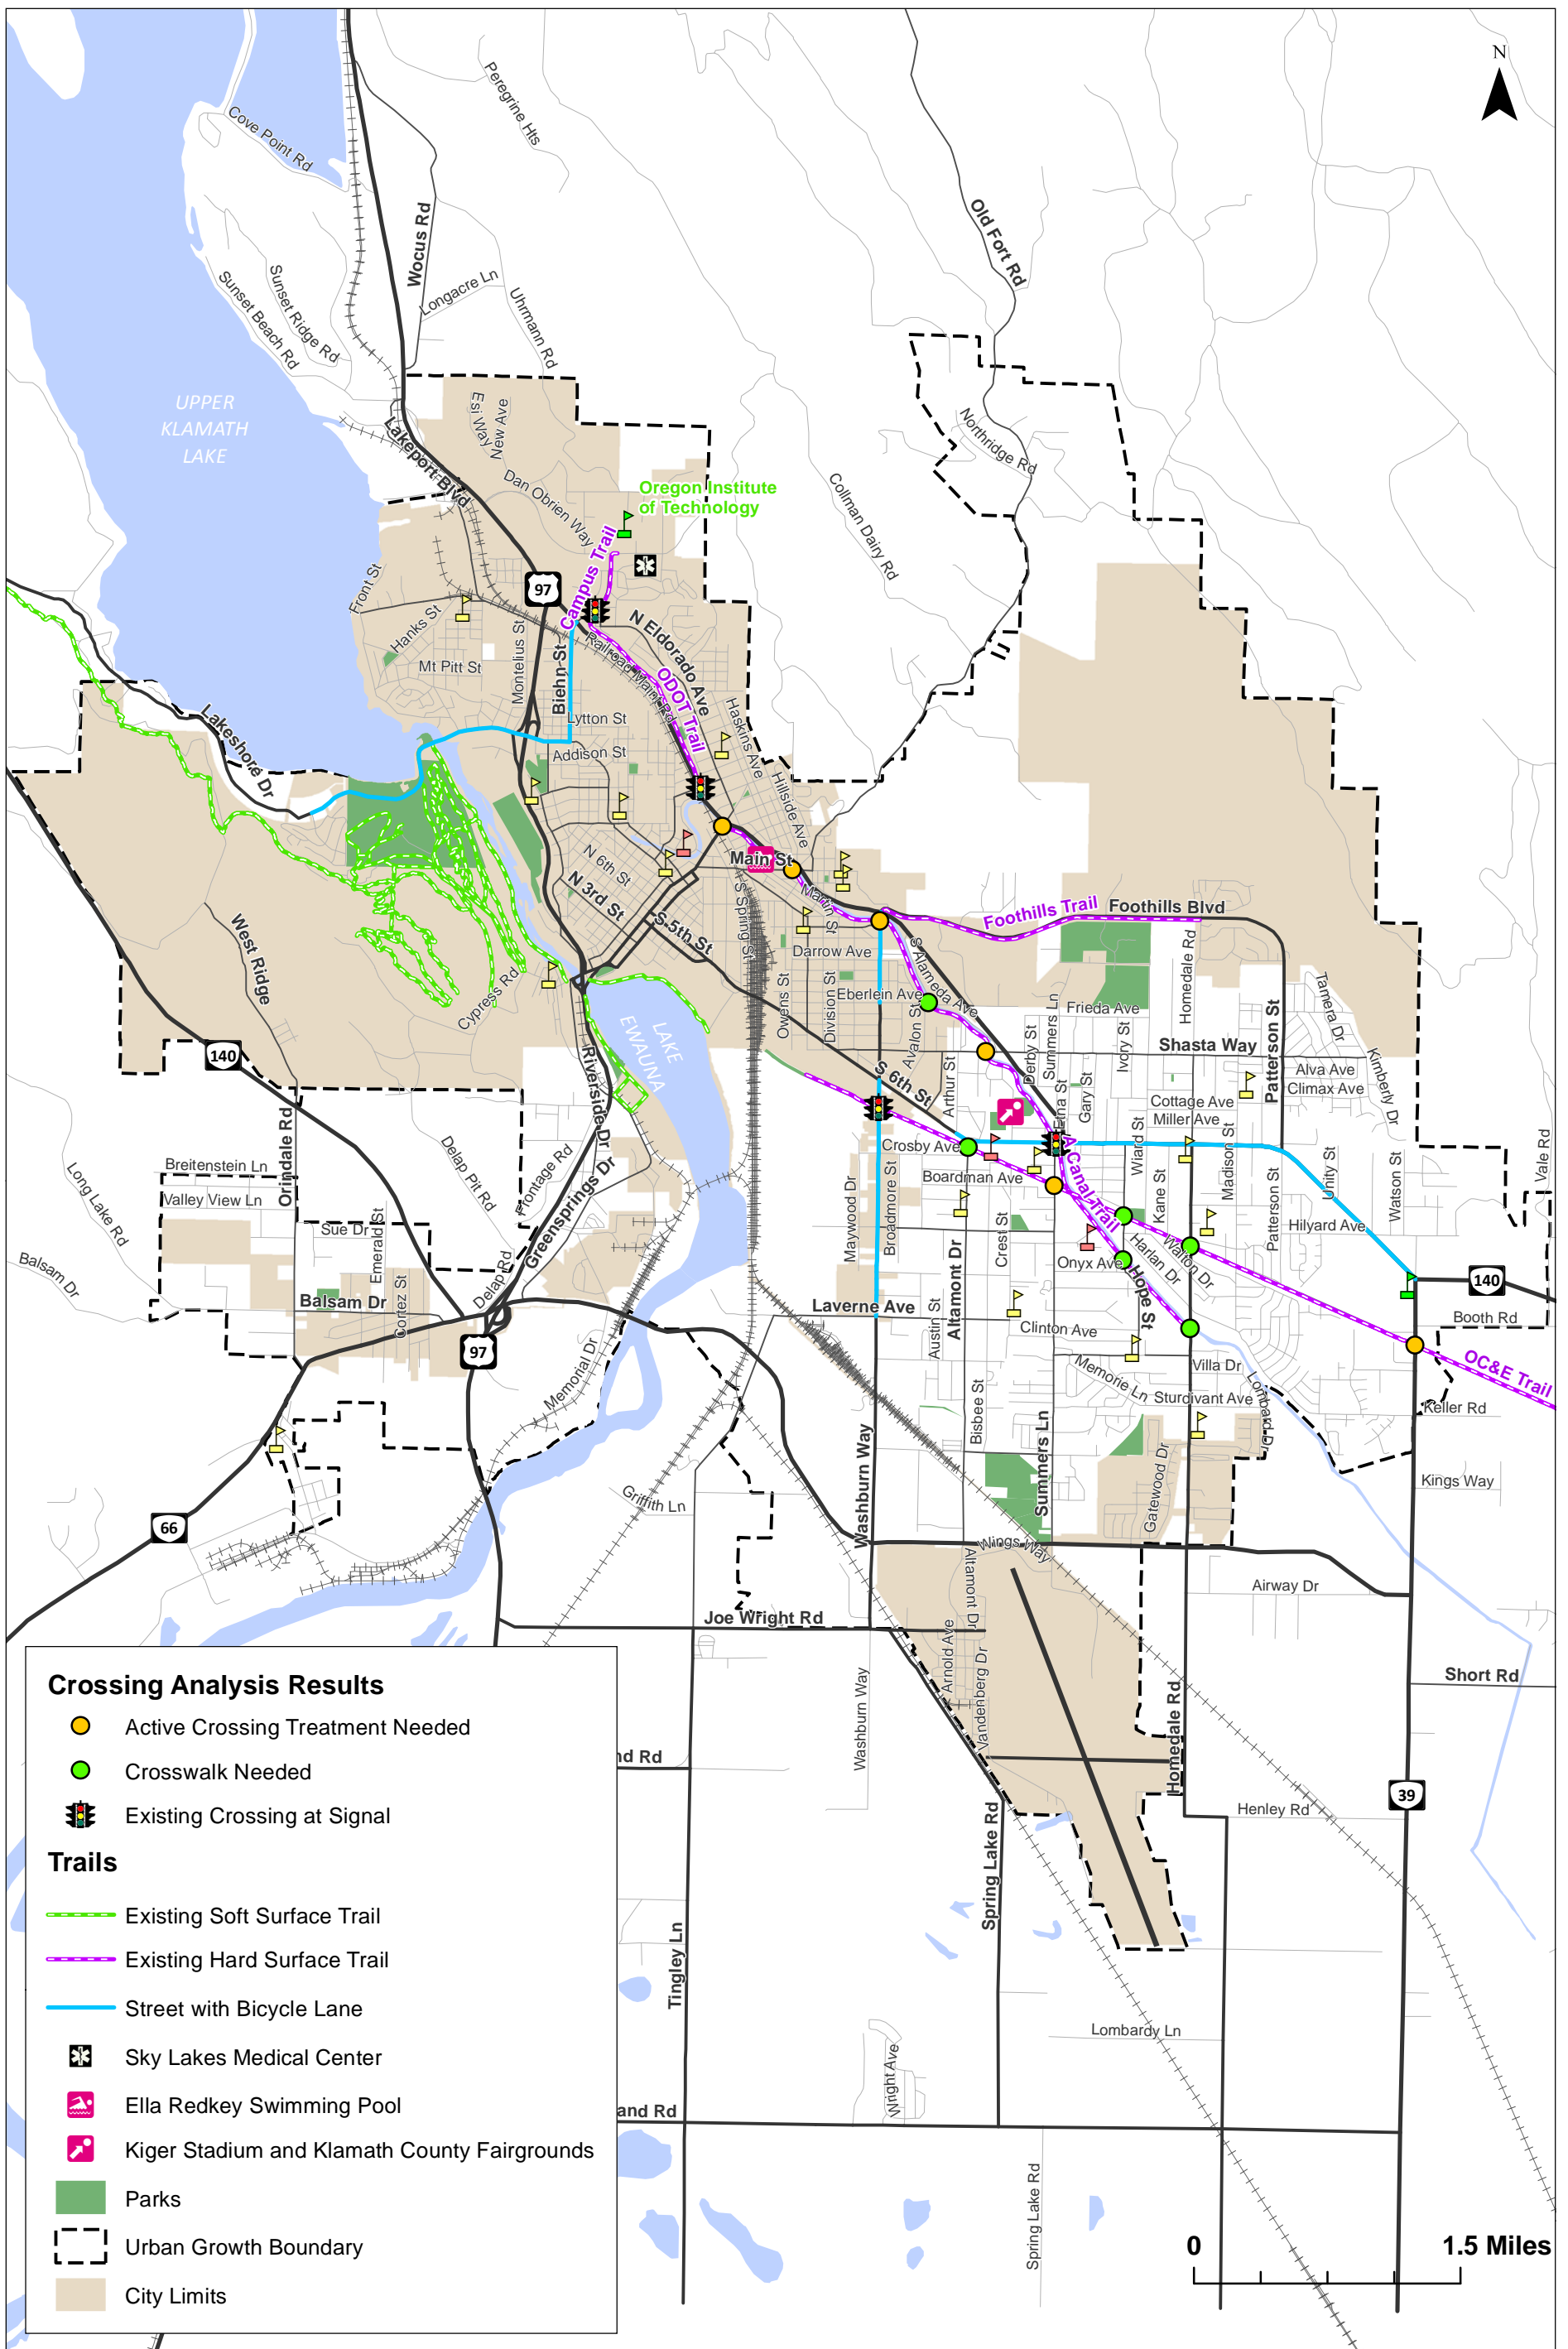 N
Cove Point Rd
Peregrine Hts
Wocus Rd
Old Fort Rd
Longacre Ln
Uhrmann Rd
Sunset Ridge Rd
Sunset Beach Rd
UPPER
KLAMATH
LAKE
Esi Way
New Ave
Lakeport Blvd
Northridge Rd
Dan Obrien Way
Oregon Institute
of Technology
Collman Dairy Rd
Campus Trail
97
Front St
Hanks St
Mt Pitt St
Montelius St
Biehn St
N Eldorado Ave
Railroad Main Rd
ODOT Trail
Haskins Ave
Lytton St
Addison St
Lakeshore Dr
Hillside Ave
Main St
N 6th St
N 3rd St
S 5th St
S Spring St
Martin St
Foothills Trail
Foothills Blvd
West Ridge
Cypress Rd
Darrow Ave
S Alameda Ave
Homedale Rd
Owens St
Division St
Eberlein Ave
Avalon St
Frieda Ave
Tamera Dr
LAKE
EWAUNA
Summers Ln
Derby St
Ivory St
Shasta Way
Patterson St
140
Riverside Dr
S 6th St
Arthur St
Etna St
Gary St
Alva Ave
Climax Ave
Kimberly Dr
Cottage Ave
Miller Ave
Orindale Rd
Crosby Ave
A Canal Trail
Wiard St
Madison St
Vale Rd
Breitenstein Ln
Valley View Ln
Long Lake Rd
Delap Pit Rd
Frontage Rd
Greensprings Dr
Boardman Ave
Kane St
Patterson St
Unity St
Watson St
Maywood Dr
Broadmore St
Crest St
Hilyard Ave
Sue Dr
Emerald St
Balsam Dr
Onyx Ave
Harlan Dr
Walton Dr
Hope St
140
Balsam Dr
Cortez St
Delap Rd
Altamont Dr
Laverne Ave
Austin St
Clinton Ave
Booth Rd
97
Memorial Dr
Memorie Ln
Villa Dr
OC&E Trail
Sturdivant Ave
Lombard Dr
Keller Rd
Bisbee St
Summers Ln
Washburn Way
Gatewood Dr
Kings Way
Griffith Ln
66
Wings Way
Airway Dr
Altamont Dr
Joe Wright Rd
Arnold Ave
Vandenberg Dr
Washburn Way
Short Rd
Homedale Rd
nd Rd
39
Henley Rd
Spring Lake Rd
Tingley Ln
Lombardy Ln
Wright Ave
and Rd
Spring Lake Rd
0
1.5 Miles
Crossing Analysis Results
Active Crossing Treatment Needed
Crosswalk Needed
Existing Crossing at Signal
Trails
Existing Soft Surface Trail
Existing Hard Surface Trail
Street with Bicycle Lane
Sky Lakes Medical Center
Ella Redkey Swimming Pool
Kiger Stadium and Klamath County Fairgrounds
Parks
Urban Growth Boundary
City Limits